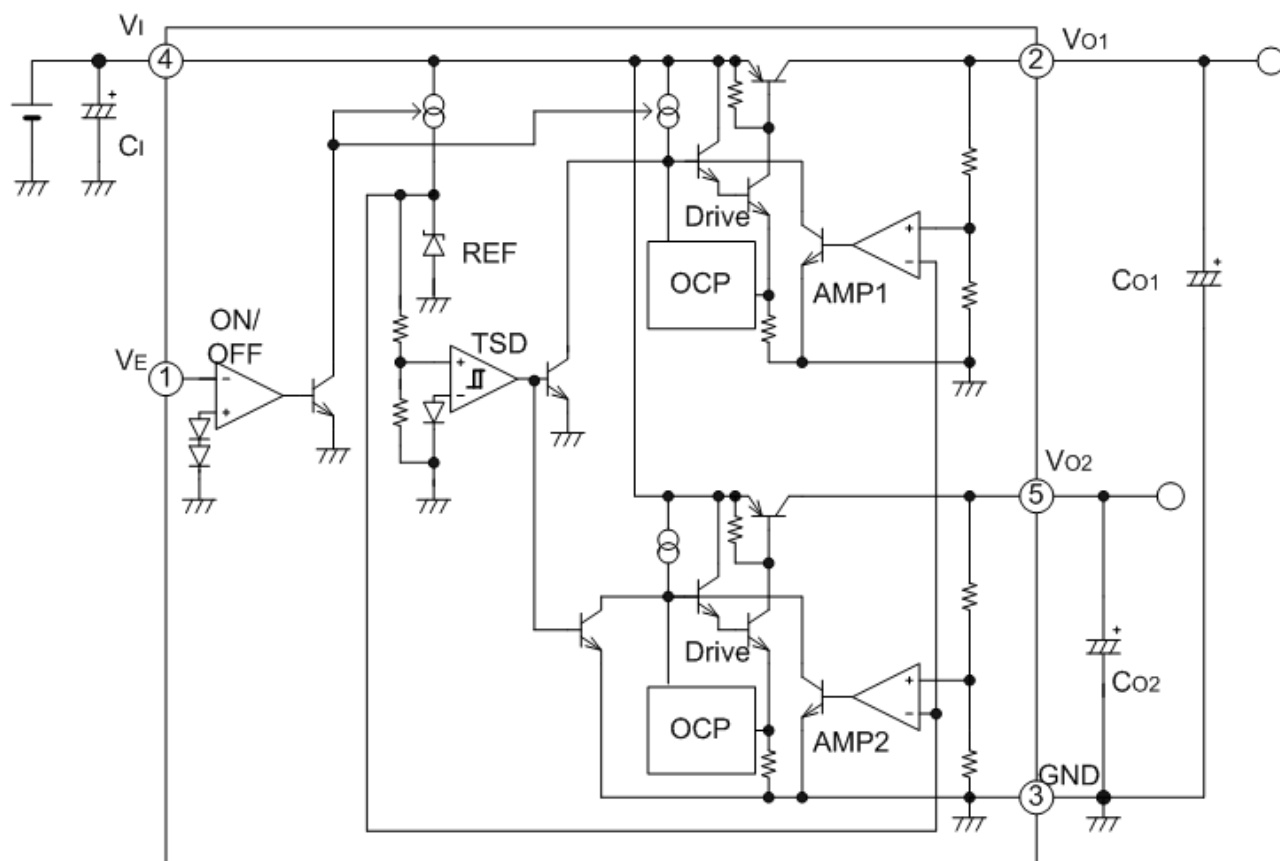 VI
VO1
4
2
CI
Drive
REF
OCP
+
-
AMP1
CO1
ON/
OFF
TSD
VE
1
-
+
+
-
VO2
5
Drive
OCP
+
-
AMP2
CO2
GND
3
+
+
+